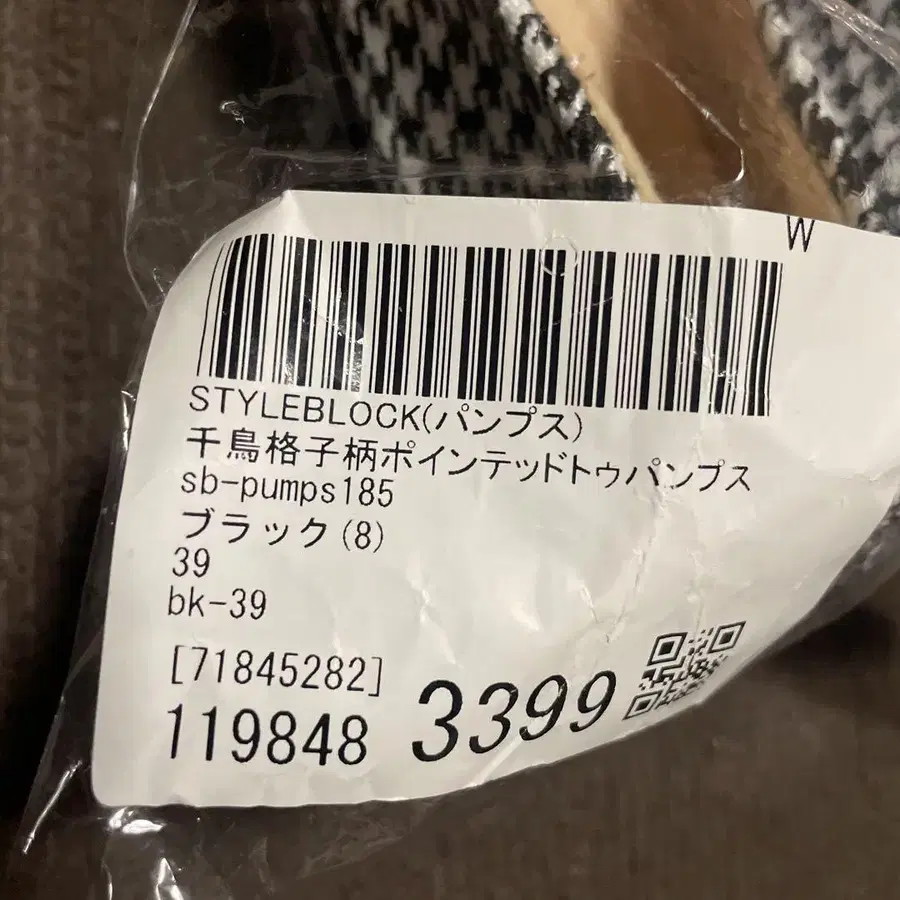 W
STYLEBLOCK(パンプス)
千鳥格子柄ポインテッドトゥパンプス
sb-pumps185
ブラック(8)
39
bk-39
[71845282]
119848 3399